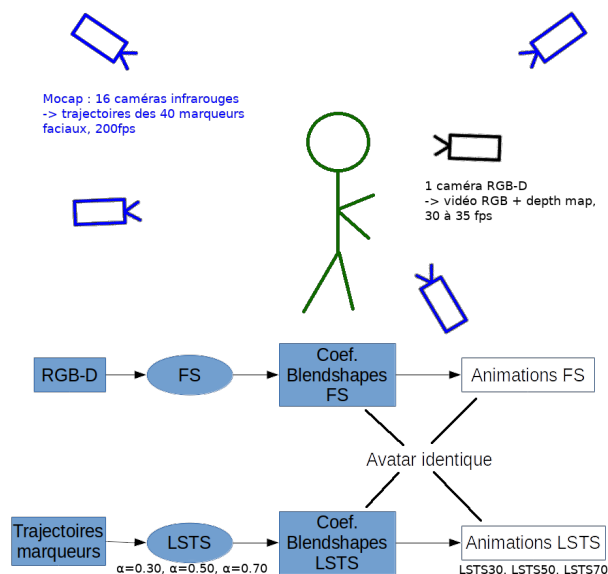 Mocap : 16 caméras infrarouges
-> trajectoires des 40 marqueurs
faciaux, 200fps
1 caméra RGB-D
-> vidéo RGB + depth map,
30 à 35 fps
RGB-D
FS
Coef.
Blendshapes
FS
Animations FS
Avatar identique
Trajectoires
marqueurs
LSTS
α=0.30, α=0.50, α=0.70
Coef.
Blendshapes
LSTS
Animations LSTS
LSTS30, LSTS50, LSTS70